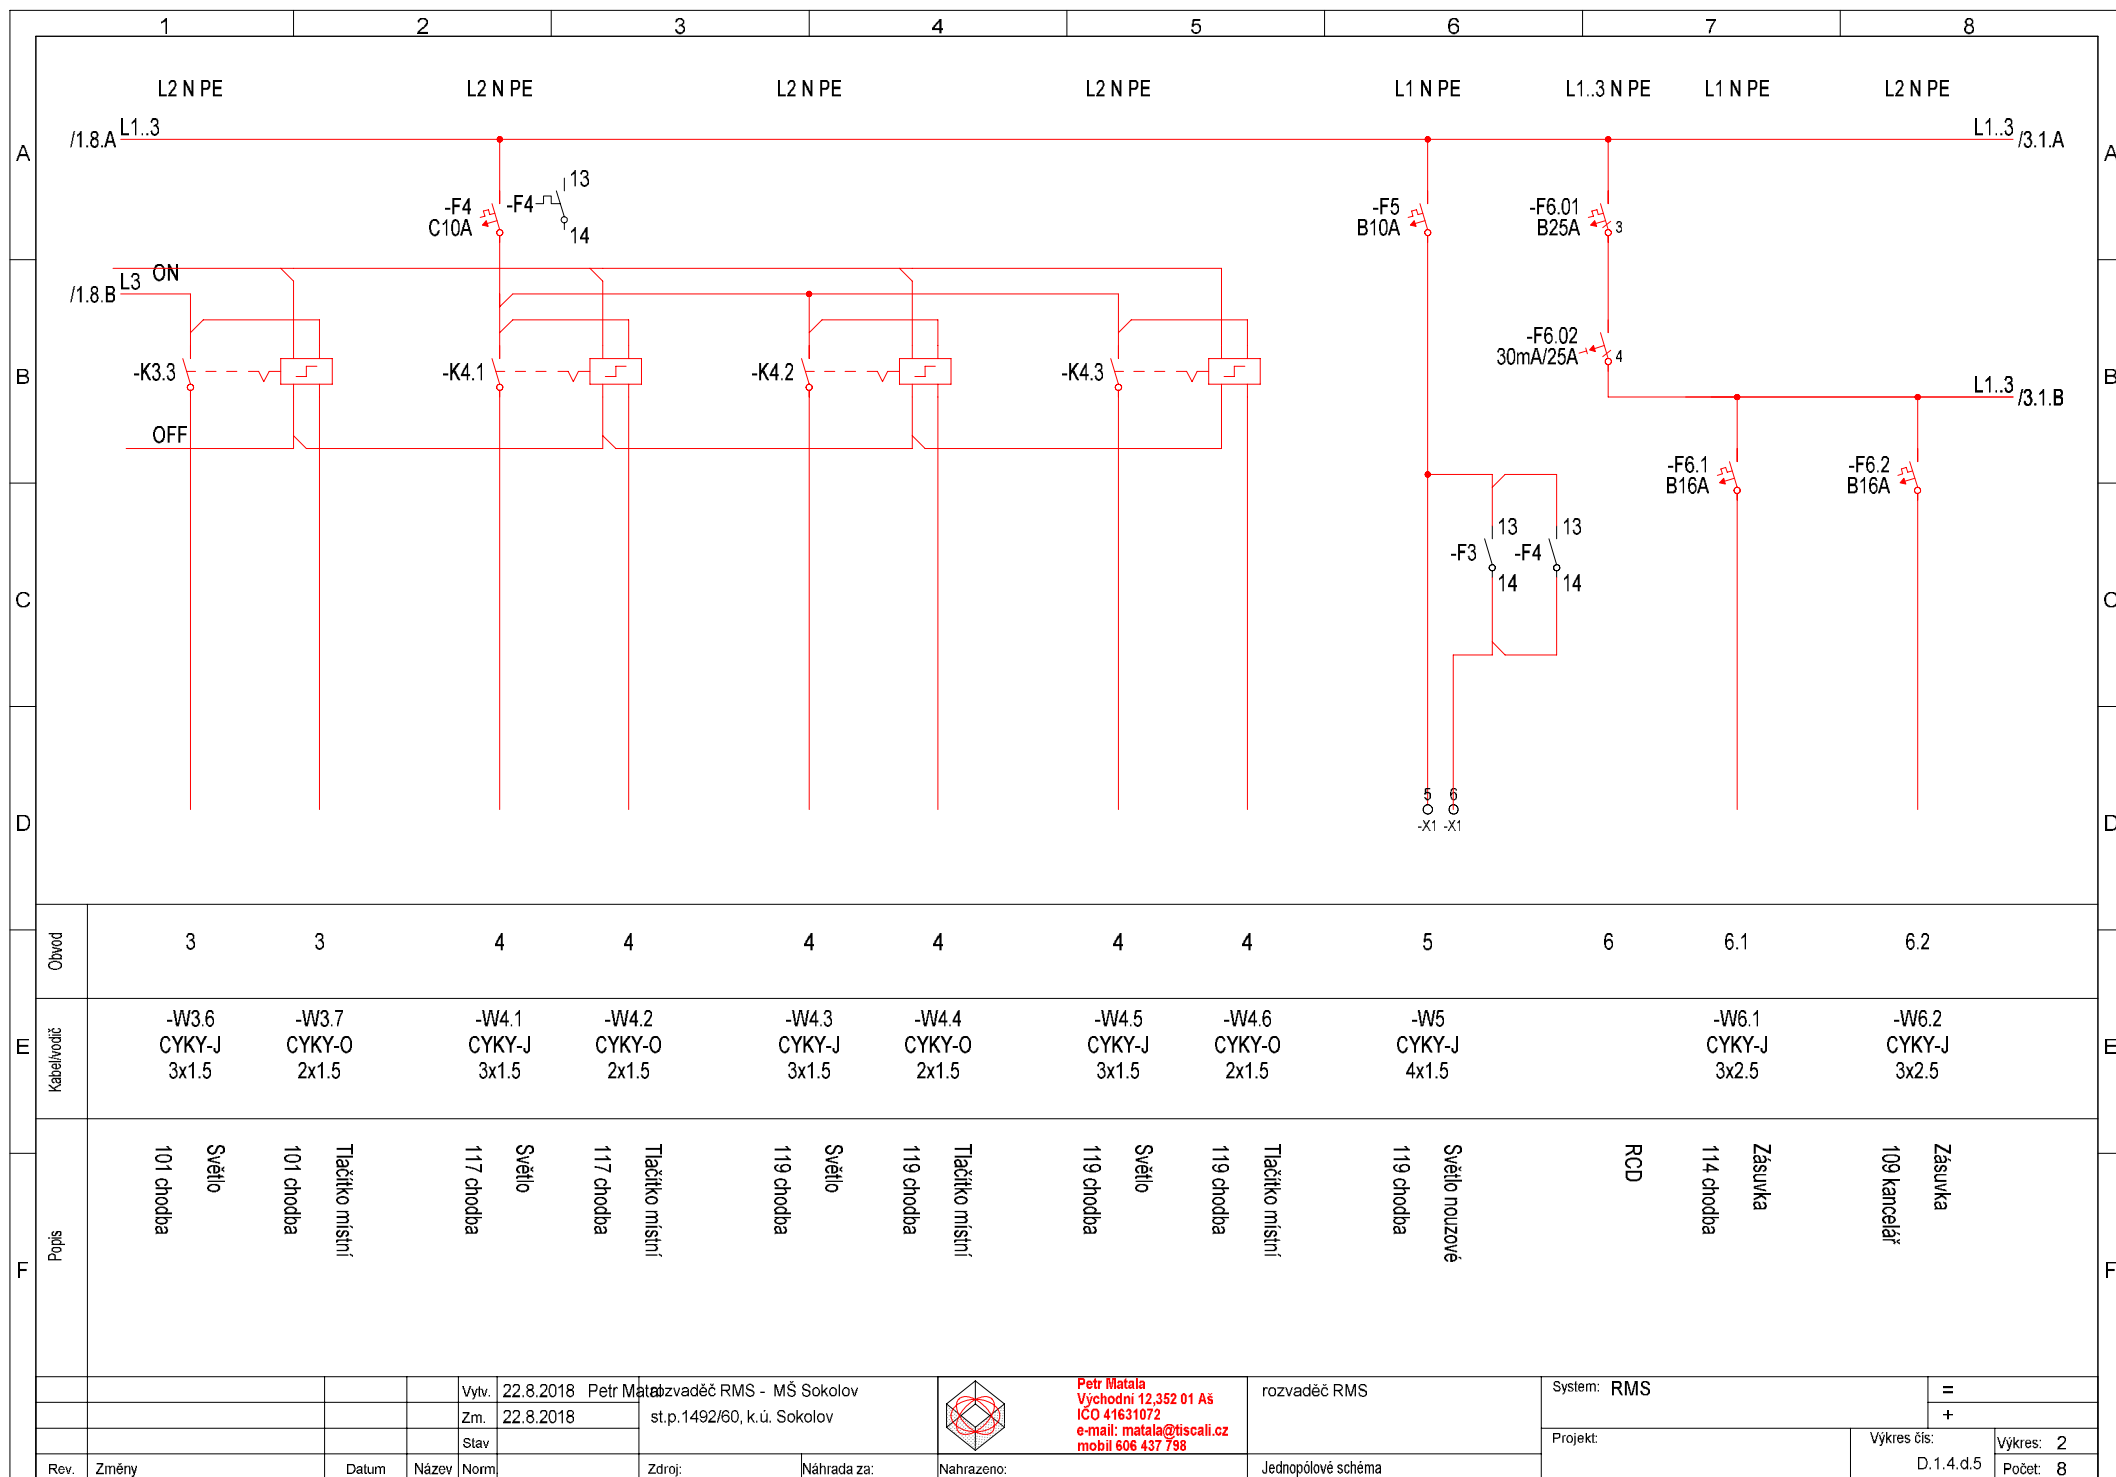 1 2 3 4 5 6 7 8
L2 N PE L2 N PE L2 N PE L2 N PE L1 N PE L1..3 N PE L1 N PE L2 N PE
A /1.8.A L1..3 L1..3 /3.1.A A
-F4
C10A
-F4 13
14
-F5
B10A
-F6.01
B25A
3
ON
/1.8.B L3
-F6.02
30mA/25A
4
B -K3.3 -K4.1 -K4.2 -K4.3 B
L1..3 /3.1.B
OFF
-F6.1
B16A
-F6.2
B16A
13 13
-F3 -F4
14 14
C C
5 6
-X1 -X1
D D
Obvod 3 3 4 4 4 4 4 4 5 6 6.1 6.2
E E
Kabel/vodič
-W3.6 -W3.7 -W4.1 -W4.2 -W4.3 -W4.4 -W4.5 -W4.6 -W5 -W6.1 -W6.2
CYKY-J CYKY-O CYKY-J CYKY-O CYKY-J CYKY-O CYKY-J CYKY-O CYKY-J CYKY-J CYKY-J
3x1.5 2x1.5 3x1.5 2x1.5 3x1.5 2x1.5 3x1.5 2x1.5 4x1.5 3x2.5 3x2.5
Popis
Světlo
101 chodba
Tlačítko místní
101 chodba
Světlo
117 chodba
Tlačítko místní
117 chodba
Světlo
119 chodba
Tlačítko místní
119 chodba
Světlo
119 chodba
Tlačítko místní
119 chodba
Světlo nouzové
119 chodba
RCD
Zásuvka
114 chodba
Zásuvka
109 kancelář
F F
Vytv. 22.8.2018 Petr Matal
Zm. 22.8.2018
Stav
Rev. Změny Datum Název Norm.
rozvaděč RMS - MŠ Sokolov
st.p.1492/60, k.ú. Sokolov
Zdroj: Náhrada za: Nahrazeno:
Petr Matala
Východní 12,352 01 Aš
IČO 41631072
e-mail: matala@tiscali.cz
mobil 606 437 798
rozvaděč RMS
Jednopólové schéma
System: RMS
=
+
Projekt:
Výkres čís:
D.1.4.d.5
Výkres: 2
Počet: 8